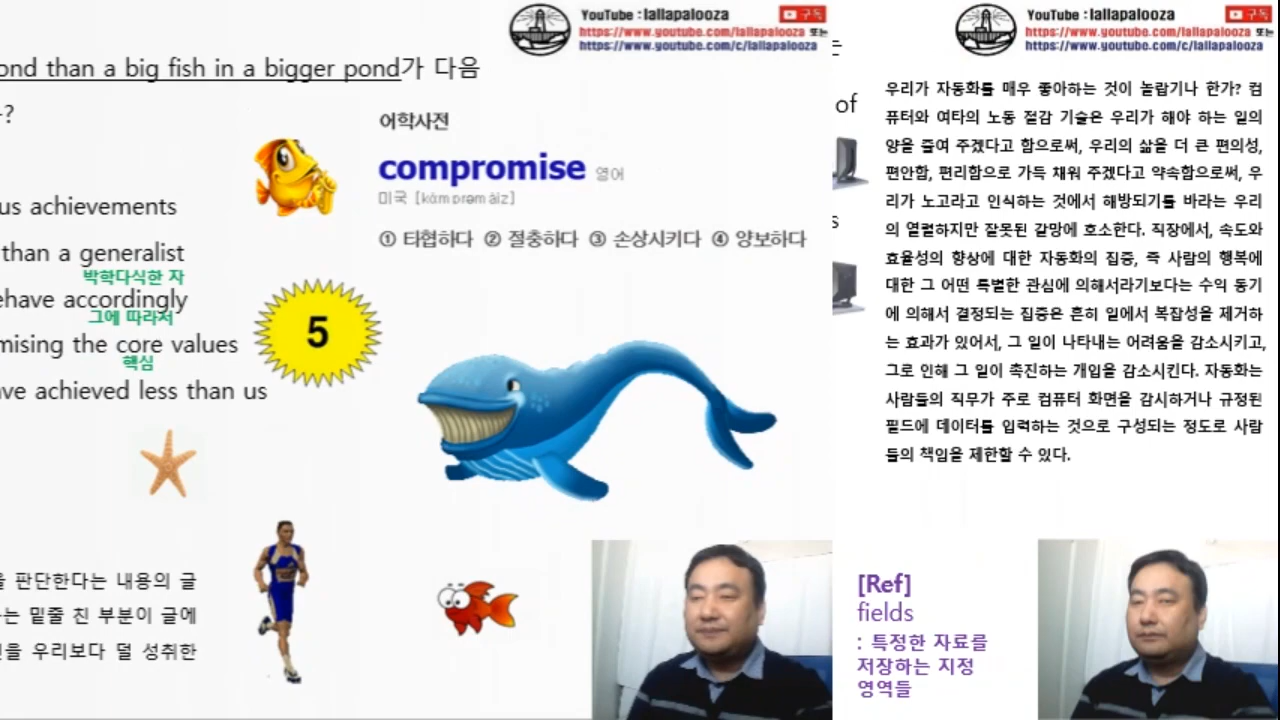 YouTube : lallapalooza
구독
https://www.youtube.com/lallapalooza 또는
https://www.youtube.com/c/lallapalooza
ond than a big fish in a bigger pond가 다음
?
어학사전
compromise 영어
미국 [kάmprəmàiz]
① 타협하다 ② 절충하다 ③ 손상시키다 ④ 양보하다
us achievements
than a generalist
박학다식한 자
ehave accordingly
그에 따라서
mising the core values
핵심
ve achieved less than us
5
을 판단한다는 내용의 글
는 밑줄 친 부분이 글에
을 우리보다 덜 성취한
of
s
YouTube : lallapalooza
구독
https://www.youtube.com/lallapalooza 또는
https://www.youtube.com/c/lallapalooza
우리가 자동화를 매우 좋아하는 것이 놀랍기나 한가? 컴
퓨터와 여타의 노동 절감 기술은 우리가 해야 하는 일의
양을 줄여 주겠다고 함으로써, 우리의 삶을 더 큰 편의성,
편안함, 편리함으로 가득 채워 주겠다고 약속함으로써, 우
리가 노고라고 인식하는 것에서 해방되기를 바라는 우리
의 열렬하지만 잘못된 갈망에 호소한다. 직장에서, 속도와
효율성의 향상에 대한 자동화의 집중, 즉 사람의 행복에
대한 그 어떤 특별한 관심에 의해서라기보다는 수익 동기
에 의해서 결정되는 집중은 흔히 일에서 복잡성을 제거하
는 효과가 있어서, 그 일이 나타내는 어려움을 감소시키고,
그로 인해 그 일이 촉진하는 개입을 감소시킨다. 자동화는
사람들의 직무가 주로 컴퓨터 화면을 감시하거나 규정된
필드에 데이터를 입력하는 것으로 구성되는 정도로 사람
들의 책임을 제한할 수 있다.
[Ref]
fields
: 특정한 자료를
저장하는 지정
영역들